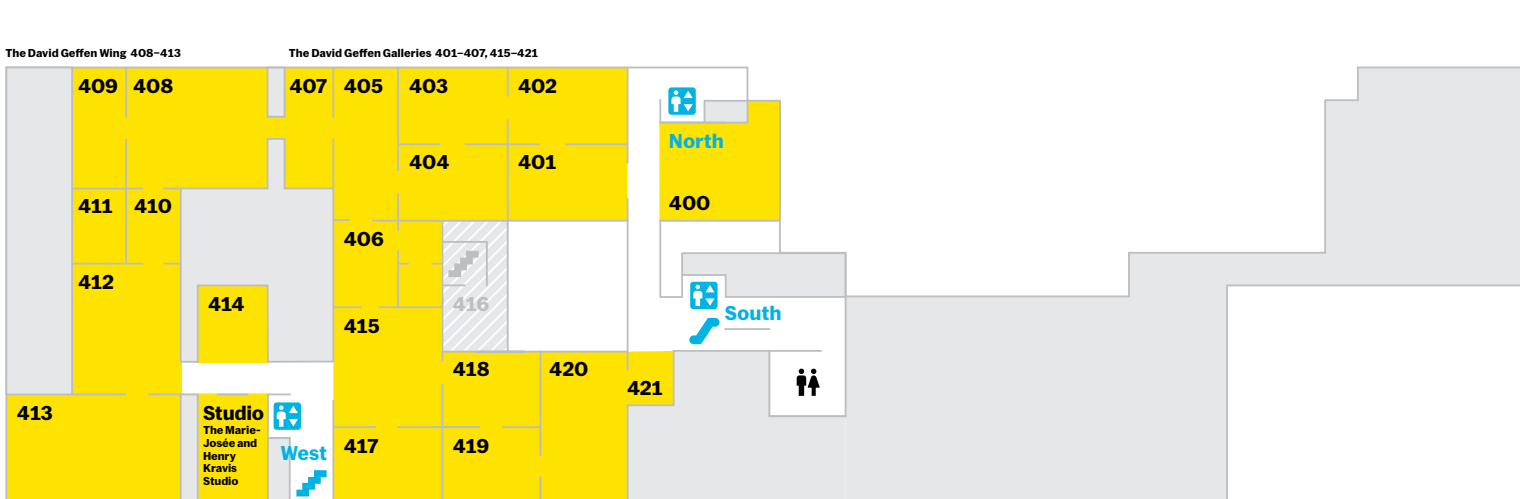 The David Geffen Wing 408–413
The David Geffen Galleries 401–407, 415–421
409
408
407
405
403
402
North
404
401
411
410
400
406
412
414
416
South
415
418
420
421
413
Studio
The Marie-
Josée and
Henry
Kravis
Studio
West
417
419